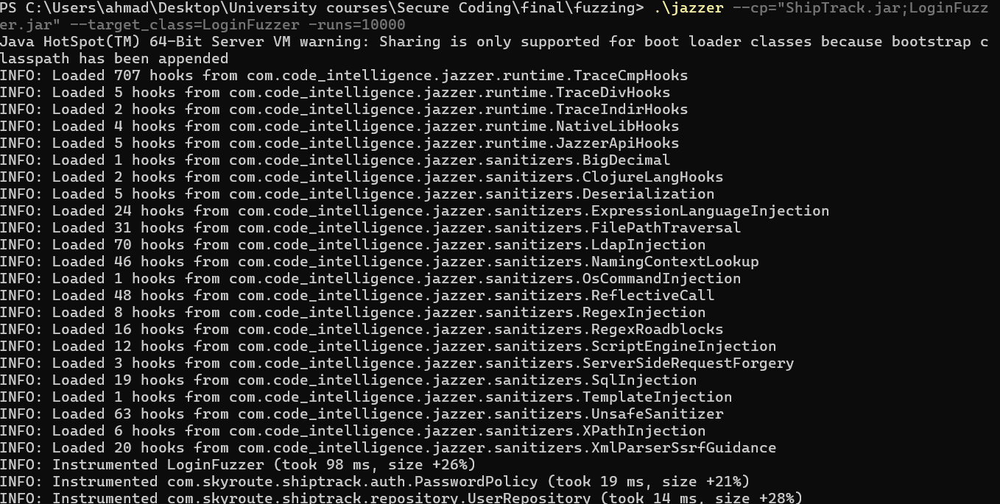 PS C:\Users\ahmad\Desktop\University courses\Secure Coding\final\fuzzing> .\jazzer --cp="ShipTrack.jar;LoginFuzz
er.jar" --target_class=LoginFuzzer -runs=10000
Java HotSpot(TM) 64-Bit Server VM warning: Sharing is only supported for boot loader classes because bootstrap c
lasspath has been appended
INFO: Loaded 707 hooks from com.code_intelligence.jazzer.runtime.TraceCmpHooks
INFO: Loaded 5 hooks from com.code_intelligence.jazzer.runtime.TraceDivHooks
INFO: Loaded 2 hooks from com.code_intelligence.jazzer.runtime.TraceIndirHooks
INFO: Loaded 4 hooks from com.code_intelligence.jazzer.runtime.NativeLibHooks
INFO: Loaded 5 hooks from com.code_intelligence.jazzer.runtime.JazzerApiHooks
INFO: Loaded 1 hooks from com.code_intelligence.jazzer.sanitizers.BigDecimal
INFO: Loaded 2 hooks from com.code_intelligence.jazzer.sanitizers.ClojureLangHooks
INFO: Loaded 5 hooks from com.code_intelligence.jazzer.sanitizers.Deserialization
INFO: Loaded 24 hooks from com.code_intelligence.jazzer.sanitizers.ExpressionLanguageInjection
INFO: Loaded 31 hooks from com.code_intelligence.jazzer.sanitizers.FilePathTraversal
INFO: Loaded 70 hooks from com.code_intelligence.jazzer.sanitizers.LdapInjection
INFO: Loaded 46 hooks from com.code_intelligence.jazzer.sanitizers.NamingContextLookup
INFO: Loaded 1 hooks from com.code_intelligence.jazzer.sanitizers.OsCommandInjection
INFO: Loaded 48 hooks from com.code_intelligence.jazzer.sanitizers.ReflectiveCall
INFO: Loaded 8 hooks from com.code_intelligence.jazzer.sanitizers.RegexInjection
INFO: Loaded 16 hooks from com.code_intelligence.jazzer.sanitizers.RegexRoadblocks
INFO: Loaded 12 hooks from com.code_intelligence.jazzer.sanitizers.ScriptEngineInjection
INFO: Loaded 3 hooks from com.code_intelligence.jazzer.sanitizers.ServerSideRequestForgery
INFO: Loaded 19 hooks from com.code_intelligence.jazzer.sanitizers.SqlInjection
INFO: Loaded 1 hooks from com.code_intelligence.jazzer.sanitizers.TemplateInjection
INFO: Loaded 63 hooks from com.code_intelligence.jazzer.sanitizers.UnsafeSanitizer
INFO: Loaded 6 hooks from com.code_intelligence.jazzer.sanitizers.XPathInjection
INFO: Loaded 20 hooks from com.code_intelligence.jazzer.sanitizers.XmlParserSsrfGuidance
INFO: Instrumented LoginFuzzer (took 98 ms, size +26%)
INFO: Instrumented com.skyroute.shiptrack.auth.PasswordPolicy (took 19 ms, size +21%)
INFO: Instrumented com.skyroute.shiptrack.repository.UserRepository (took 14 ms, size +28%)